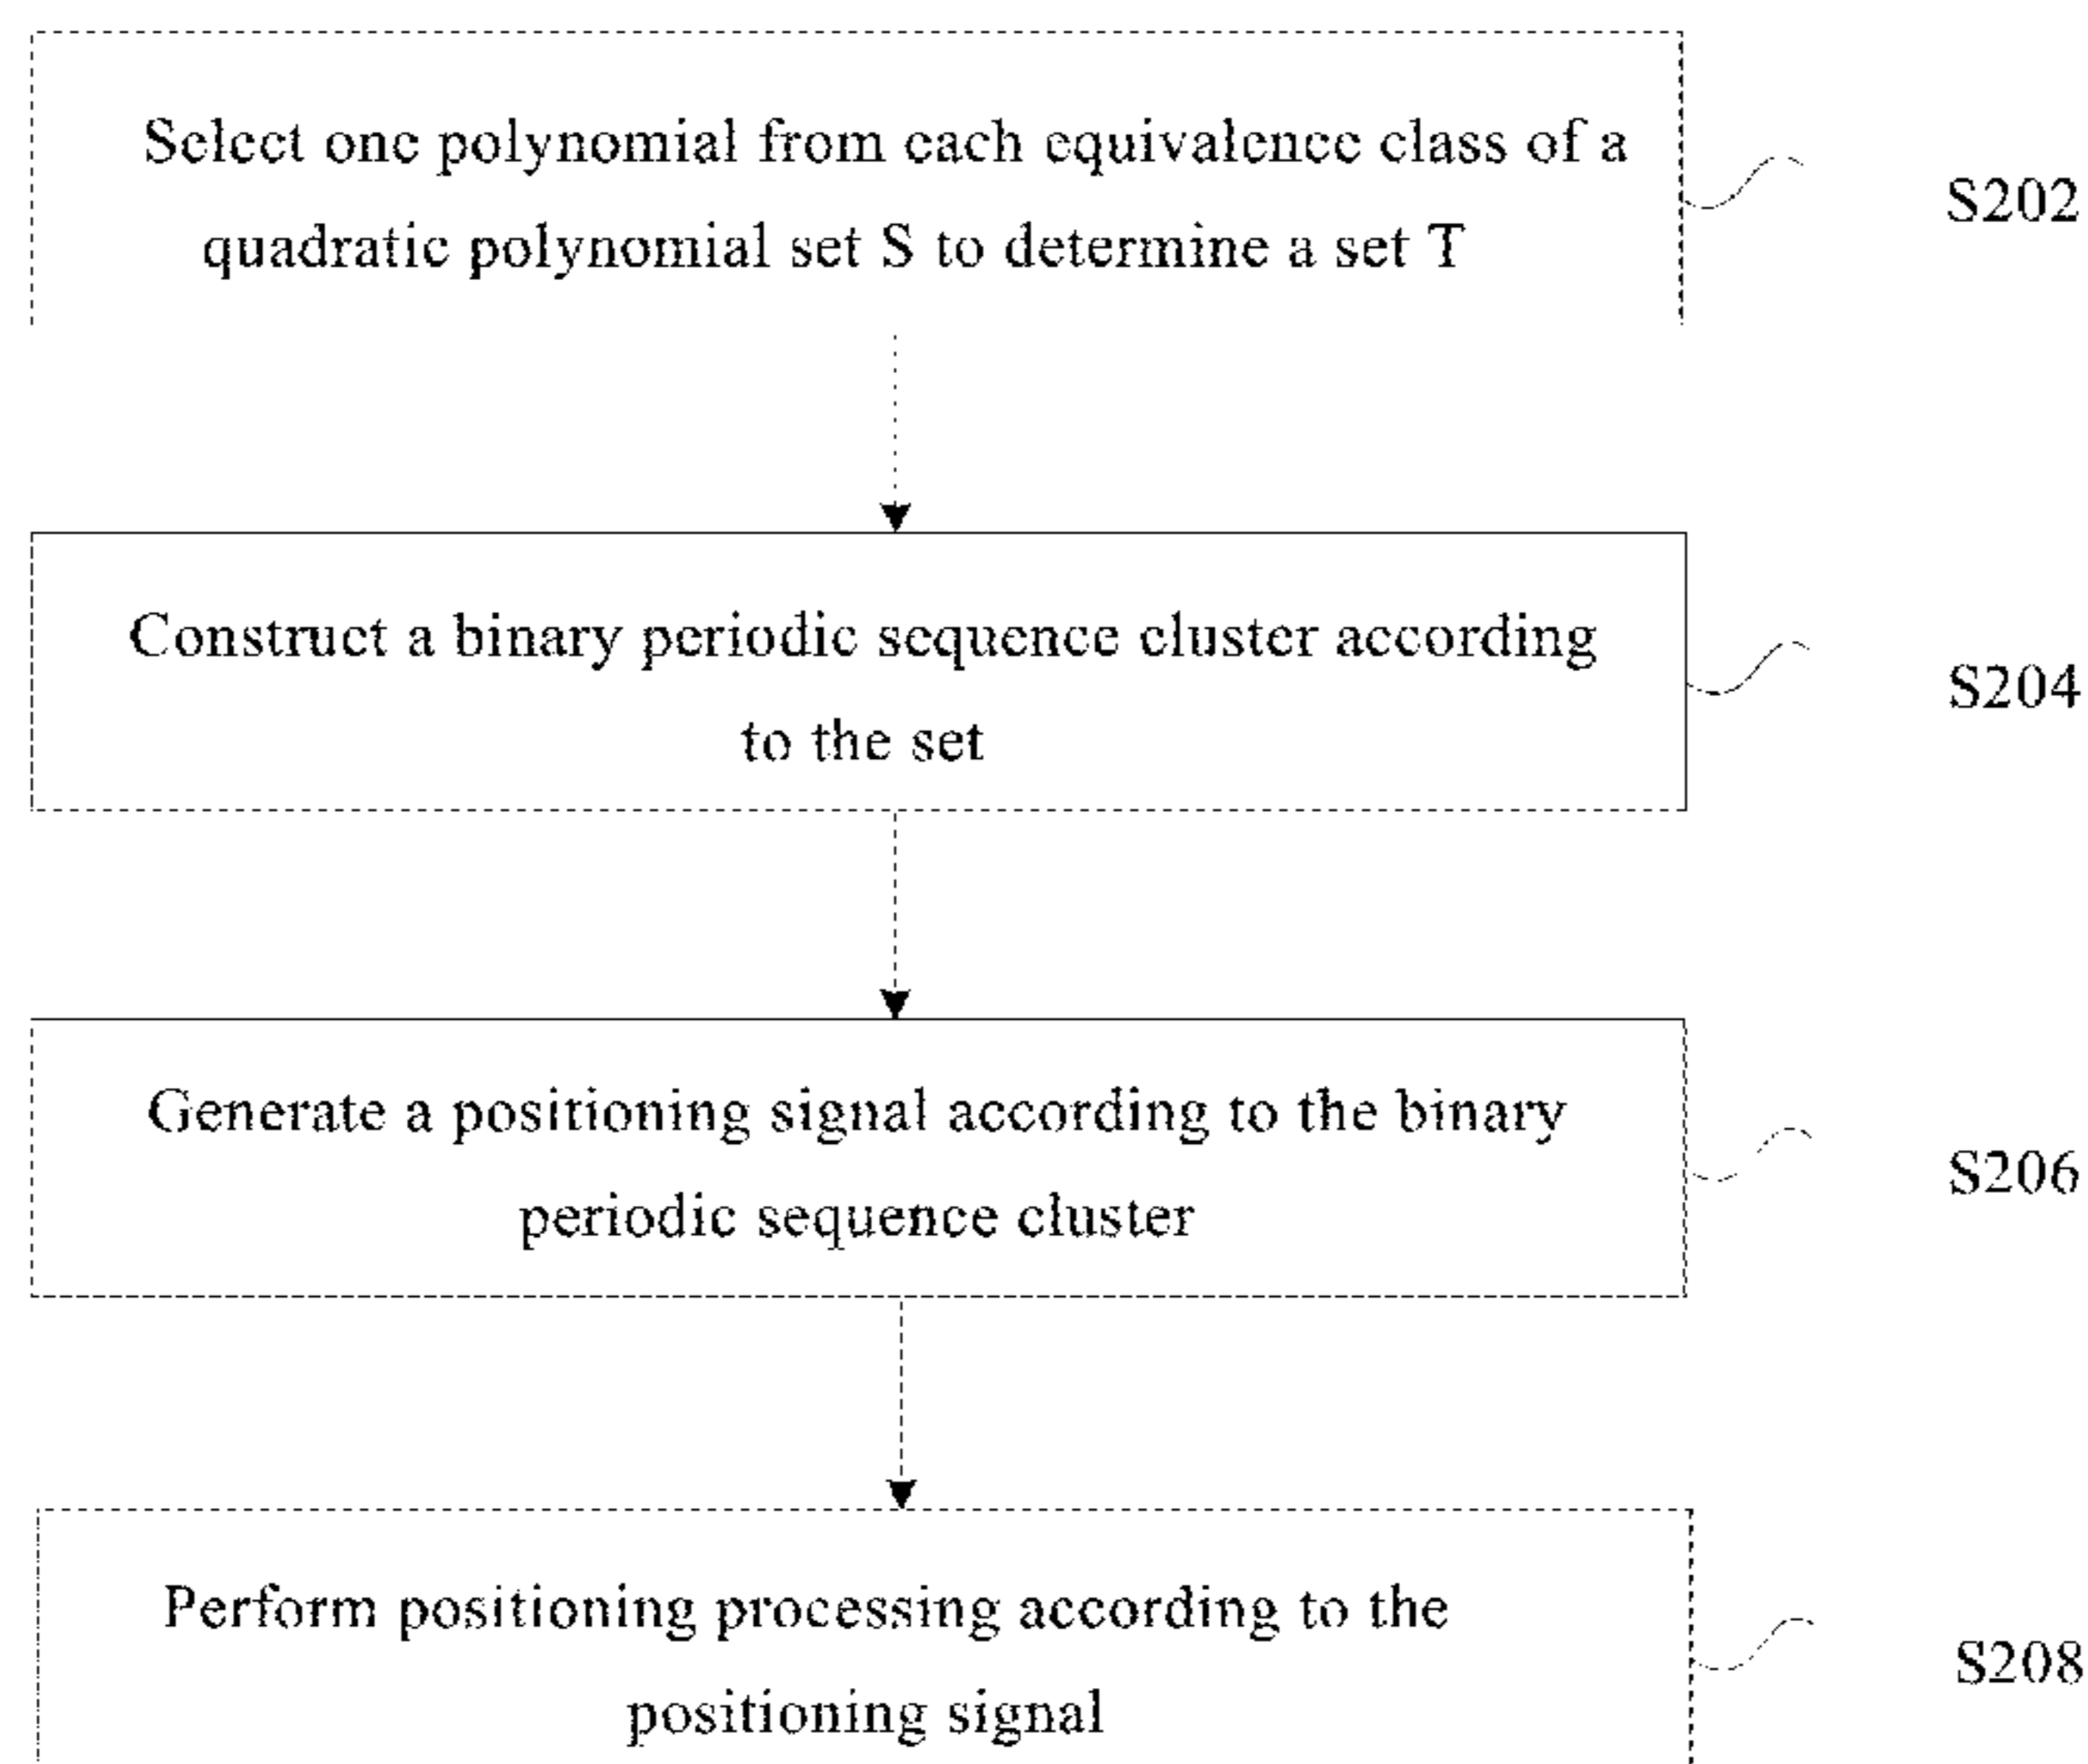 Select one polynomial from each equivalence class of a
quadratic polynomial set S to determine a set T
S202
Construct a binary periodic sequence cluster according
to the set
S204
Generate a positioning signal according to the binary
periodic sequence cluster
S206
Perform positioning processing according to the
positioning signal
S208